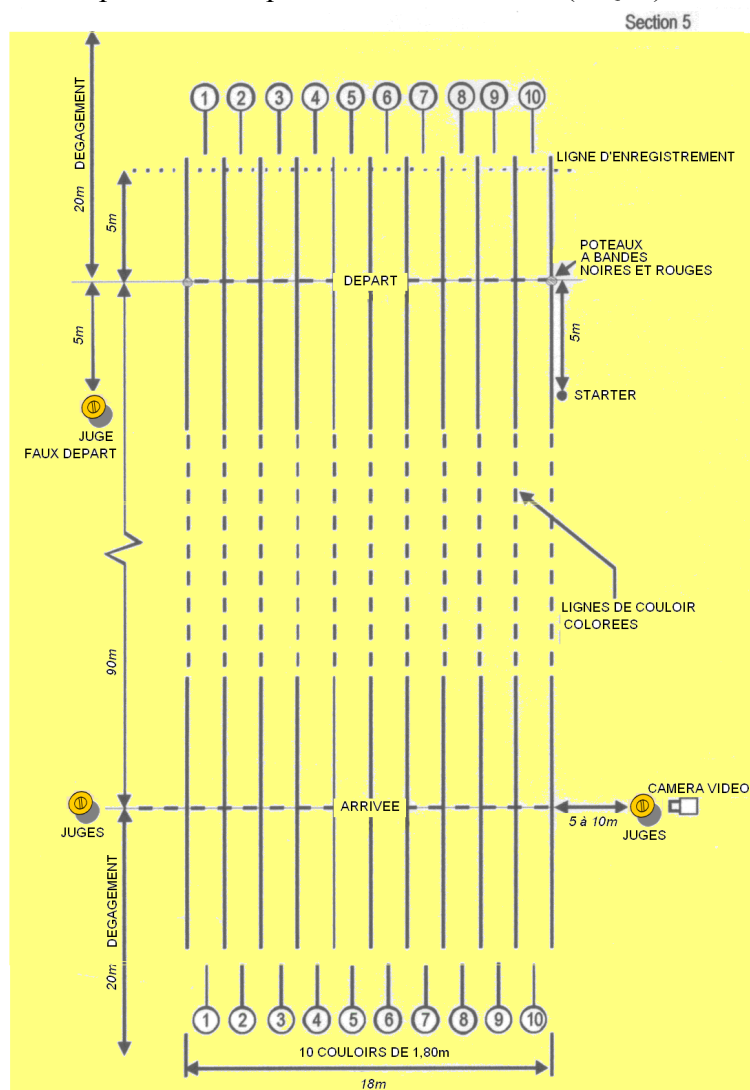 Section 5
1 2 3 4 5 6 7 8 9 10
DEGAGEMENT
20m
LIGNE D'ENREGISTREMENT
5m
POTEAUX
A BANDES
NOIRES ET ROUGES
DEPART
5m
5m
STARTER
JUGE
FAUX DEPART
LIGNES DE COULOIR
COLOREES
90m
CAMERA VIDEO
ARRIVEE
5 à 10m
JUGES
JUGES
DEGAGEMENT
20m
1 2 3 4 5 6 7 8 9 10
10 COULOIRS DE 1,80m
18m